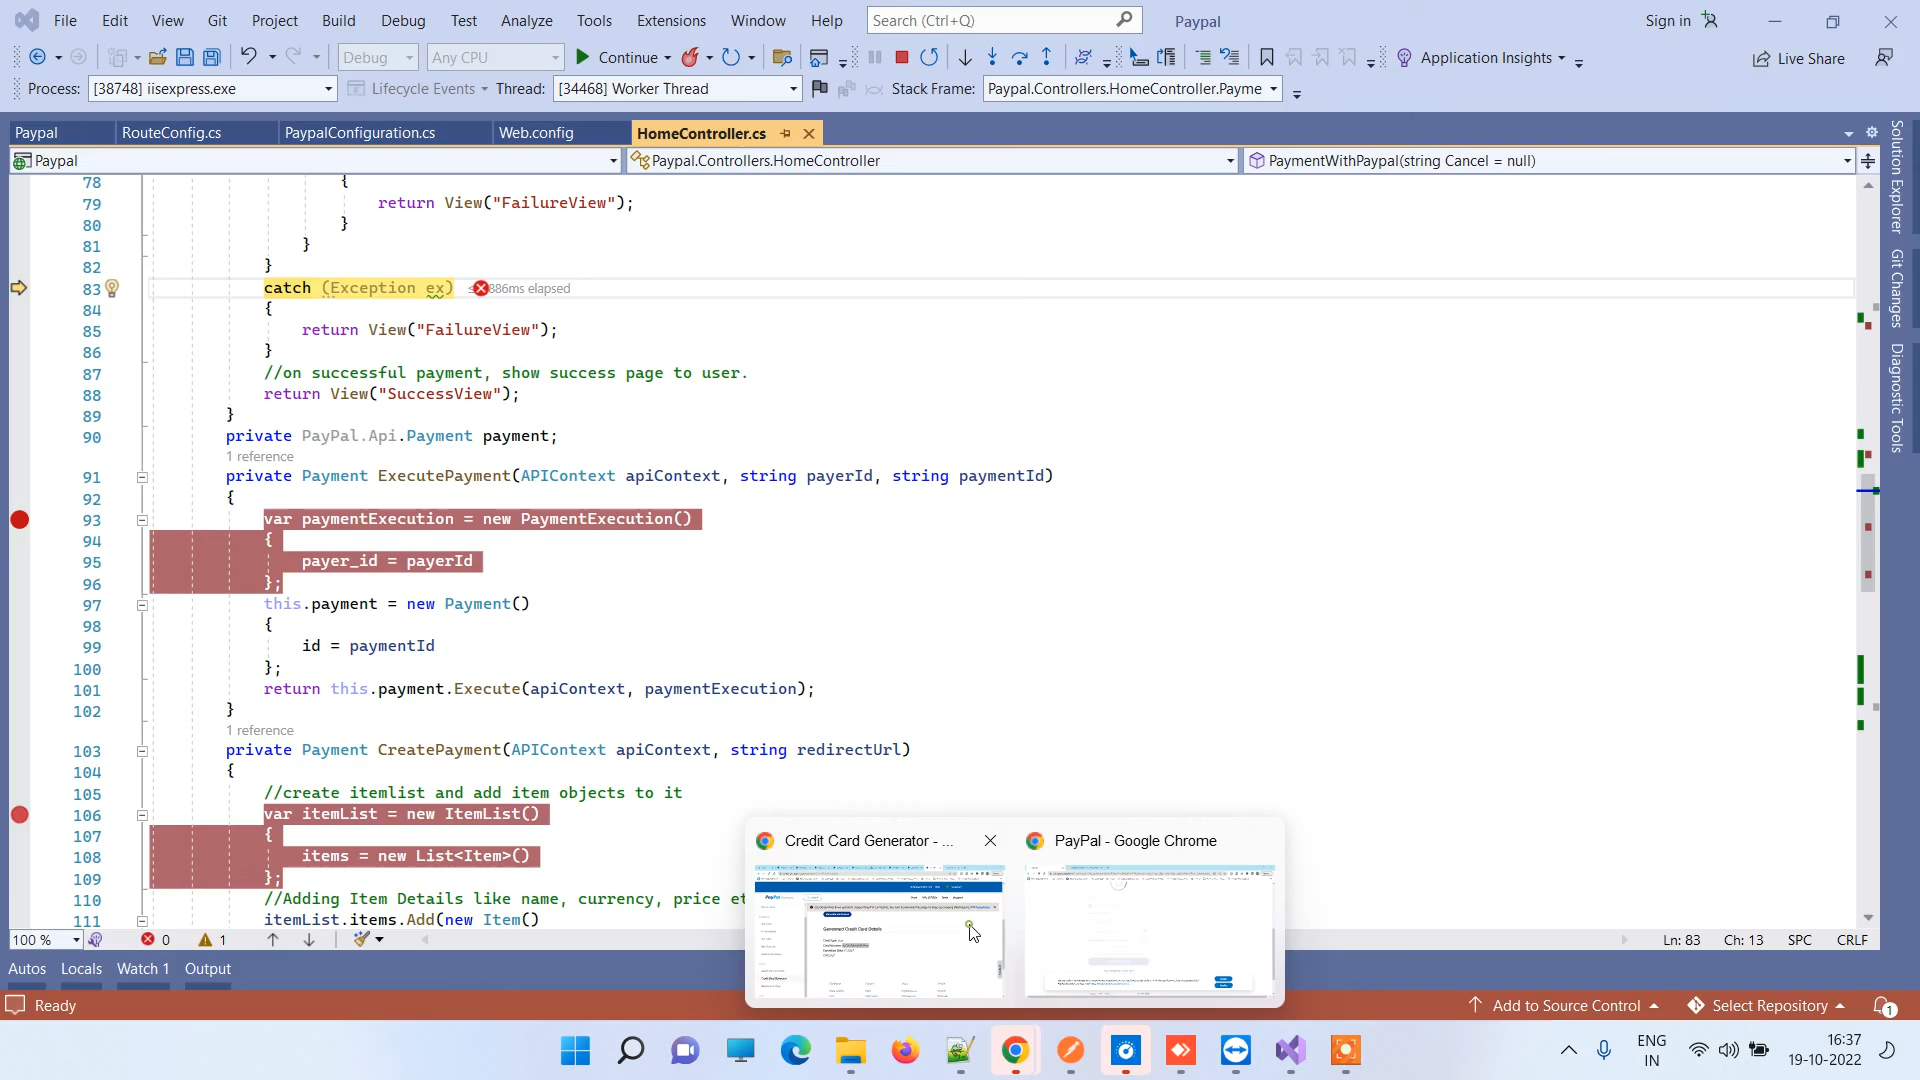 File Edit View Git Project Build Debug Test Analyze Tools Extensions Window Help Search (Ctrl+Q) Paypal Sign in
Debug Any CPU Continue Application Insights Live Share
Process: [38748] iisexpress.exe Lifecycle Events Thread: [34468] Worker Thread Stack Frame: Paypal.Controllers.HomeController.Payme
Paypal RouteConfig.cs PaypalConfiguration.cs Web.config HomeController.cs
Paypal Paypal.Controllers.HomeController PaymentWithPaypal(string Cancel = null)
78 {
79 return View("FailureView");
80 }
81 }
82 }
83 catch (Exception ex) 886ms elapsed
84 {
85 return View("FailureView");
86 }
87 //on successful payment, show success page to user.
88 return View("SuccessView");
89 }
90 private PayPal.Api.Payment payment;
1 reference
91 private Payment ExecutePayment(APIContext apiContext, string payerId, string paymentId)
92 {
93 var paymentExecution = new PaymentExecution()
94 {
95 payer_id = payerId
96 };
97 this.payment = new Payment()
98 {
99 id = paymentId
100 };
101 return this.payment.Execute(apiContext, paymentExecution);
102 }
1 reference
103 private Payment CreatePayment(APIContext apiContext, string redirectUrl)
104 {
105 //create itemlist and add item objects to it
106 var itemList = new ItemList()
107 {
108 items = new List<Item>()
109 };
110 //Adding Item Details like name, currency, price et
111 itemList.items.Add(new Item()
Solution Explorer
Git Changes
Diagnostic Tools
Credit Card Generator - ... PayPal - Google Chrome
PayPal
Generated Credit Card Details
100 % 0 1 Ln: 83 Ch: 13 SPC CRLF
Autos Locals Watch 1 Output
Ready Add to Source Control Select Repository 1
ENG
IN
16:37
19-10-2022